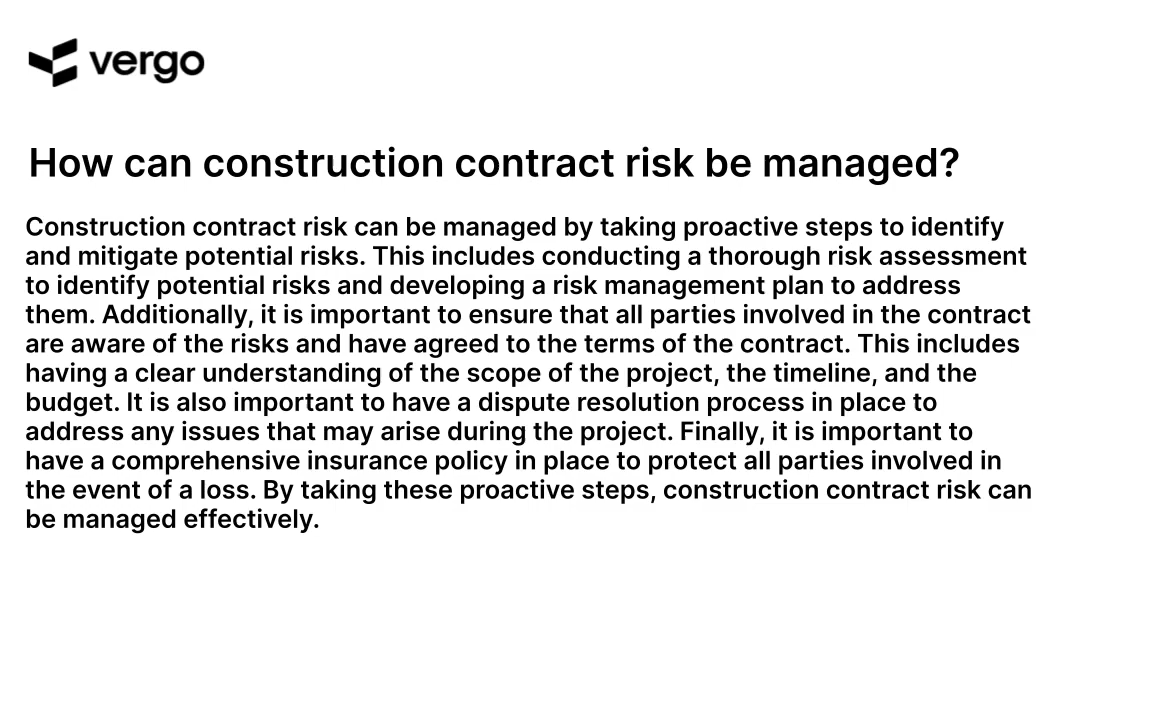 vergo
How can construction contract risk be managed?
Construction contract risk can be managed by taking proactive steps to identify
and mitigate potential risks. This includes conducting a thorough risk assessment
to identify potential risks and developing a risk management plan to address
them. Additionally, it is important to ensure that all parties involved in the contract
are aware of the risks and have agreed to the terms of the contract. This includes
having a clear understanding of the scope of the project, the timeline, and the
budget. It is also important to have a dispute resolution process in place to
address any issues that may arise during the project. Finally, it is important to
have a comprehensive insurance policy in place to protect all parties involved in
the event of a loss. By taking these proactive steps, construction contract risk can
be managed effectively.